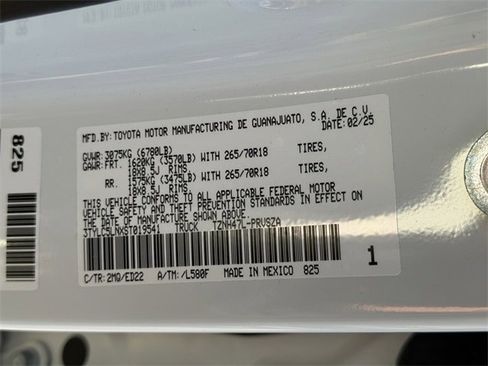 MFD.BY: TOYOTA MOTOR MANUFACTURING DE GUANAJUATO, S.A. DE C.V.
DATE: 02/25
GVWR: 3075KG (6780LB)
GAWR: FRT. 1620KG (3570LB) WITH 265/70R18 TIRES,
18X8.5J RIMS
RR. 1575KG (3475LB) WITH 265/70R18 TIRES,
18X8.5J RIMS
THIS VEHICLE CONFORMS TO ALL APPLICABLE FEDERAL MOTOR
VEHICLE SAFETY AND THEFT PREVENTION STANDARDS IN EFFECT ON
THE DATE OF MANUFACTURE SHOWN ABOVE.
3TYLC5LNXST019541 TRUCK TZNH47L-PRVSZA
C/TR: 2MQ/ED22 A/TM: /L580F MADE IN MEXICO 825
1
825